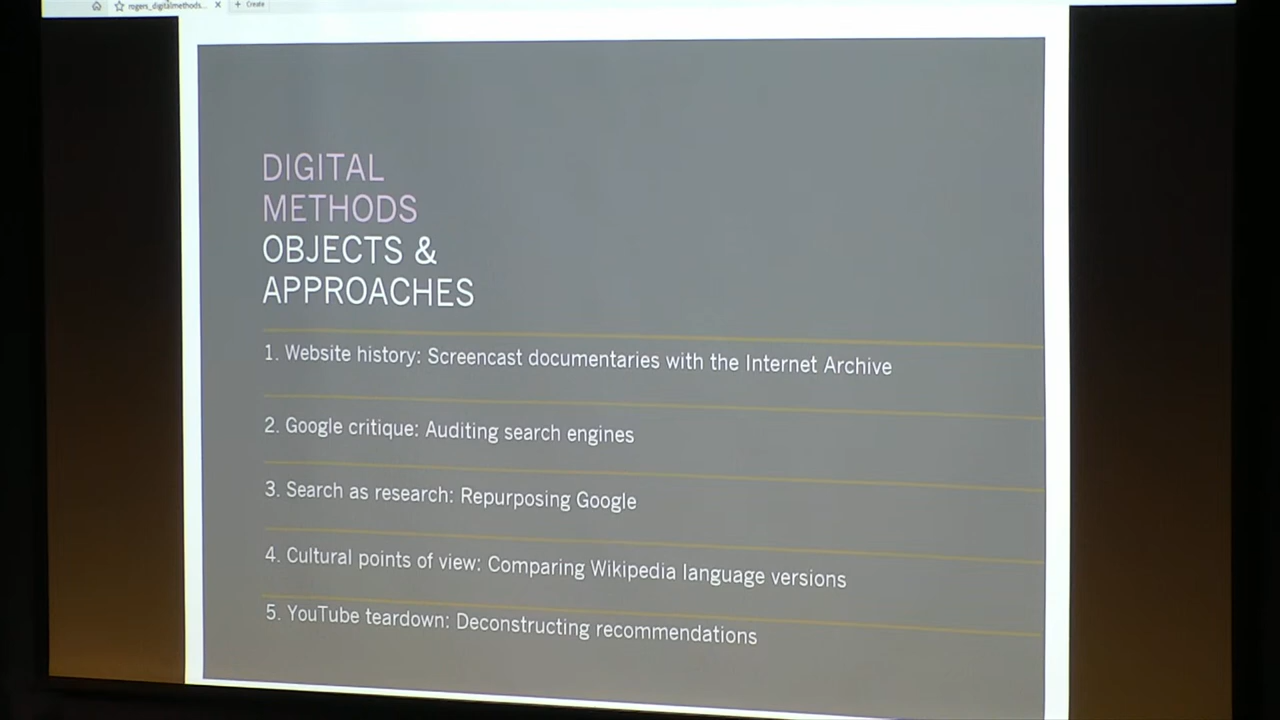 rogers_digitalmethods...
Create
DIGITAL
METHODS
OBJECTS &
APPROACHES
1. Website history: Screencast documentaries with the Internet Archive
2. Google critique: Auditing search engines
3. Search as research: Repurposing Google
4. Cultural points of view: Comparing Wikipedia language versions
5. YouTube teardown: Deconstructing recommendations